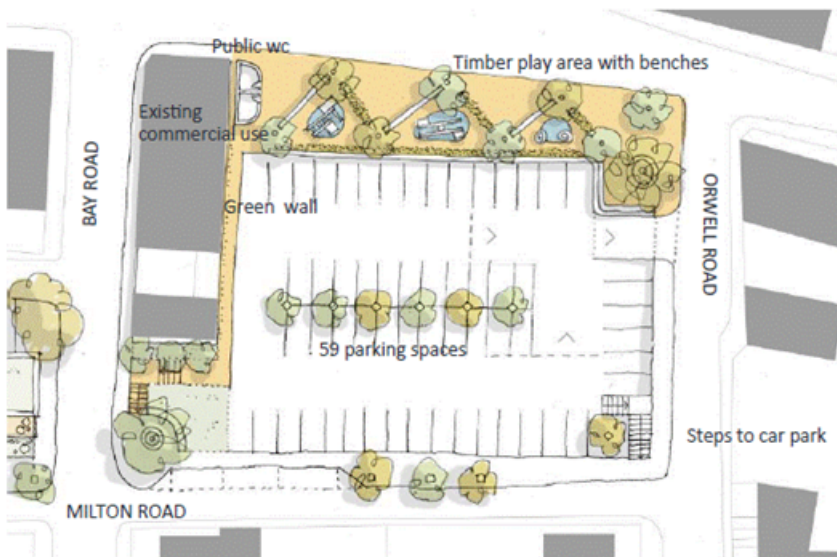 Public wc
Timber play area with benches
Existing
commercial use
BAY ROAD
Green wall
ORWELL ROAD
59 parking spaces
Steps to car park
MILTON ROAD